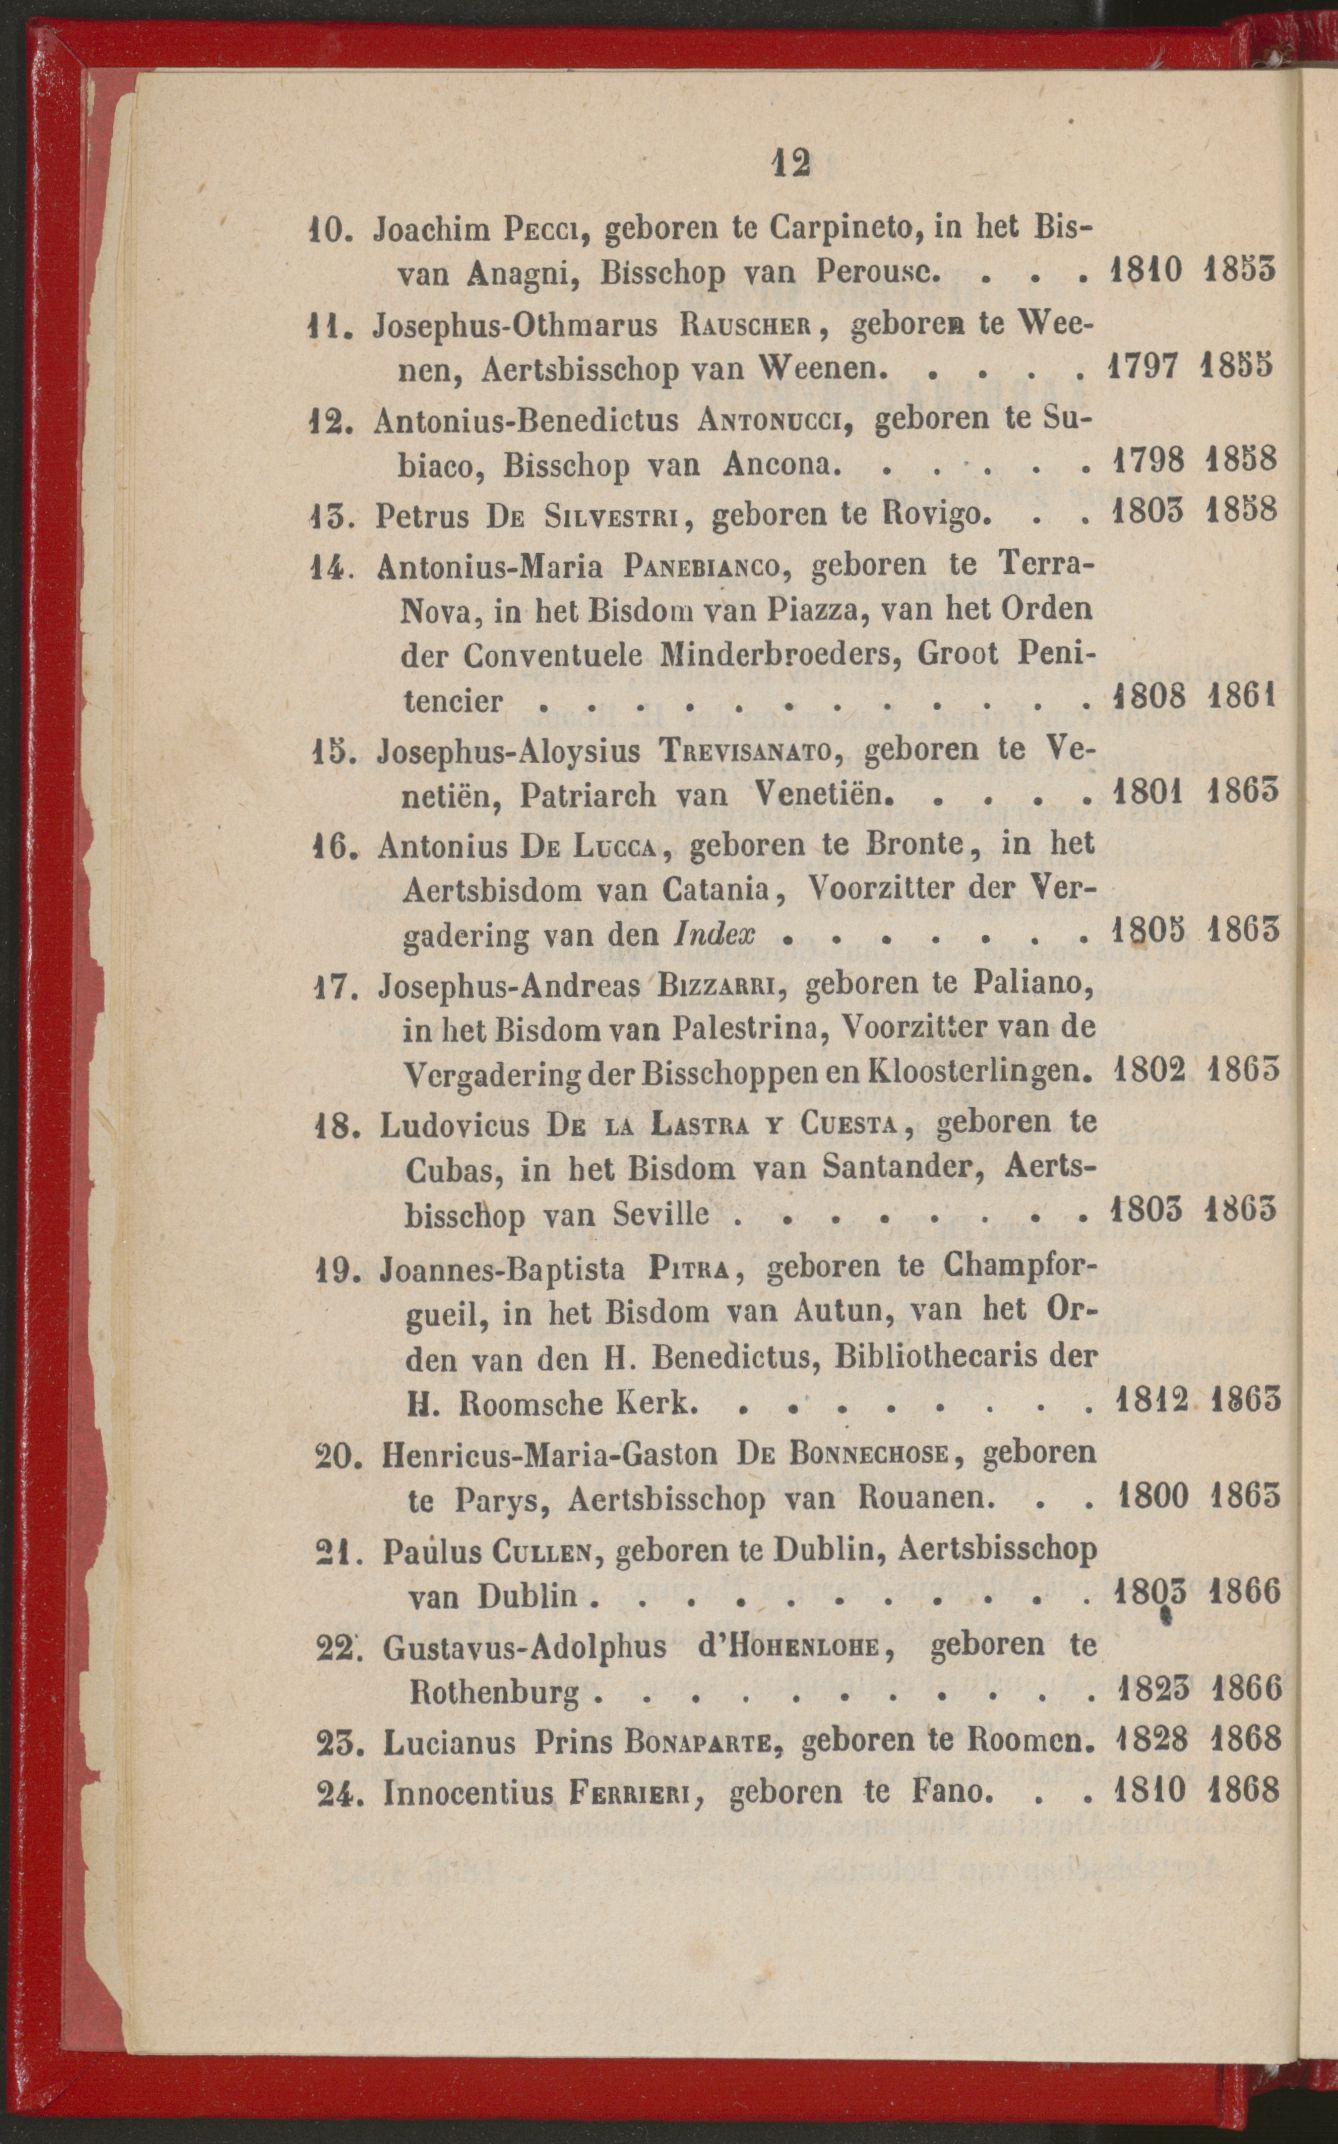 12
10. Joachim Pecci, geboren te Carpineto, in het Bis-
van Anagni, Bisschop van Perouse. . . . 1810 1853
11. Josephus-Othmarus Rauscher, geboren te Wee-
nen, Aertsbisschop van Weenen. . . . . 1797 1855
12. Antonius-Benedictus Antonucci, geboren te Su-
biaco, Bisschop van Ancona. . . . . . 1798 1858
13. Petrus De Silvestri, geboren te Rovigo. . . 1803 1858
14. Antonius-Maria Panebianco, geboren te Terra-
Nova, in het Bisdom van Piazza, van het Orden
der Conventuele Minderbroeders, Groot Peni-
tencier . . . . . . . . . . . . 1808 1861
15. Josephus-Aloysius Trevisanato, geboren te Ve-
netiën, Patriarch van Venetiën. . . . . 1801 1863
16. Antonius De Lucca, geboren te Bronte, in het
Aertsbisdom van Catania, Voorzitter der Ver-
gadering van den Index . . . . . . . 1805 1863
17. Josephus-Andreas Bizzarri, geboren te Paliano,
in het Bisdom van Palestrina, Voorzitter van de
Vergadering der Bisschoppen en Kloosterlingen. 1802 1863
18. Ludovicus De la Lastra y Cuesta, geboren te
Cubas, in het Bisdom van Santander, Aerts-
bisschop van Seville . . . . . . . . 1803 1863
19. Joannes-Baptista Pitra, geboren te Champfor-
gueil, in het Bisdom van Autun, van het Or-
den van den H. Benedictus, Bibliothecaris der
H. Roomsche Kerk. . . . . . . . . 1812 1863
20. Henricus-Maria-Gaston De Bonnechose, geboren
te Parys, Aertsbisschop van Rouanen. . . 1800 1863
21. Paulus Cullen, geboren te Dublin, Aertsbisschop
van Dublin . . . . . . . . . . . 1803 1866
22. Gustavus-Adolphus d'Hohenlohe, geboren te
Rothenburg . . . . . . . . . . . 1823 1866
23. Lucianus Prins Bonaparte, geboren te Roomen. 1828 1868
24. Innocentius Ferrieri, geboren te Fano. . . 1810 1868